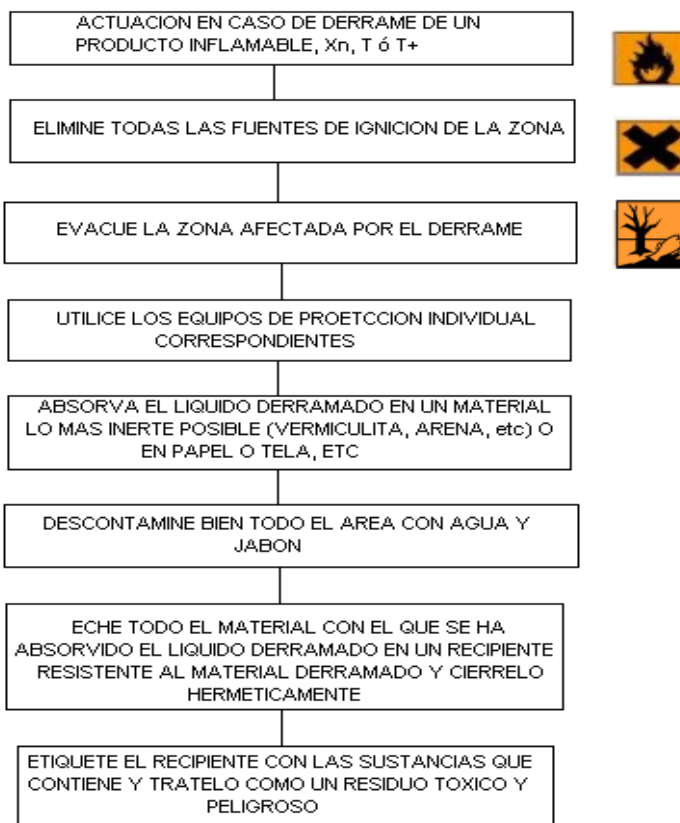 ACTUACION EN CASO DE DERRAME DE UN
PRODUCTO INFLAMABLE, Xn, T ó T+
ELIMINE TODAS LAS FUENTES DE IGNICION DE LA ZONA
EVACUE LA ZONA AFECTADA POR EL DERRAME
UTILICE LOS EQUIPOS DE PROETCCION INDIVIDUAL
CORRESPONDIENTES
ABSORVA EL LIQUIDO DERRAMADO EN UN MATERIAL
LO MAS INERTE POSIBLE (VERMICULITA, ARENA, etc) O
EN PAPEL O TELA, ETC
DESCONTAMINE BIEN TODO EL AREA CON AGUA Y
JABON
ECHE TODO EL MATERIAL CON EL QUE SE HA
ABSORVIDO EL LIQUIDO DERRAMADO EN UN RECIPIENTE
RESISTENTE AL MATERIAL DERRAMADO Y CIERRELO
HERMETICAMENTE
ETIQUETE EL RECIPIENTE CON LAS SUSTANCIAS QUE
CONTIENE Y TRATELO COMO UN RESIDUO TOXICO Y
PELIGROSO